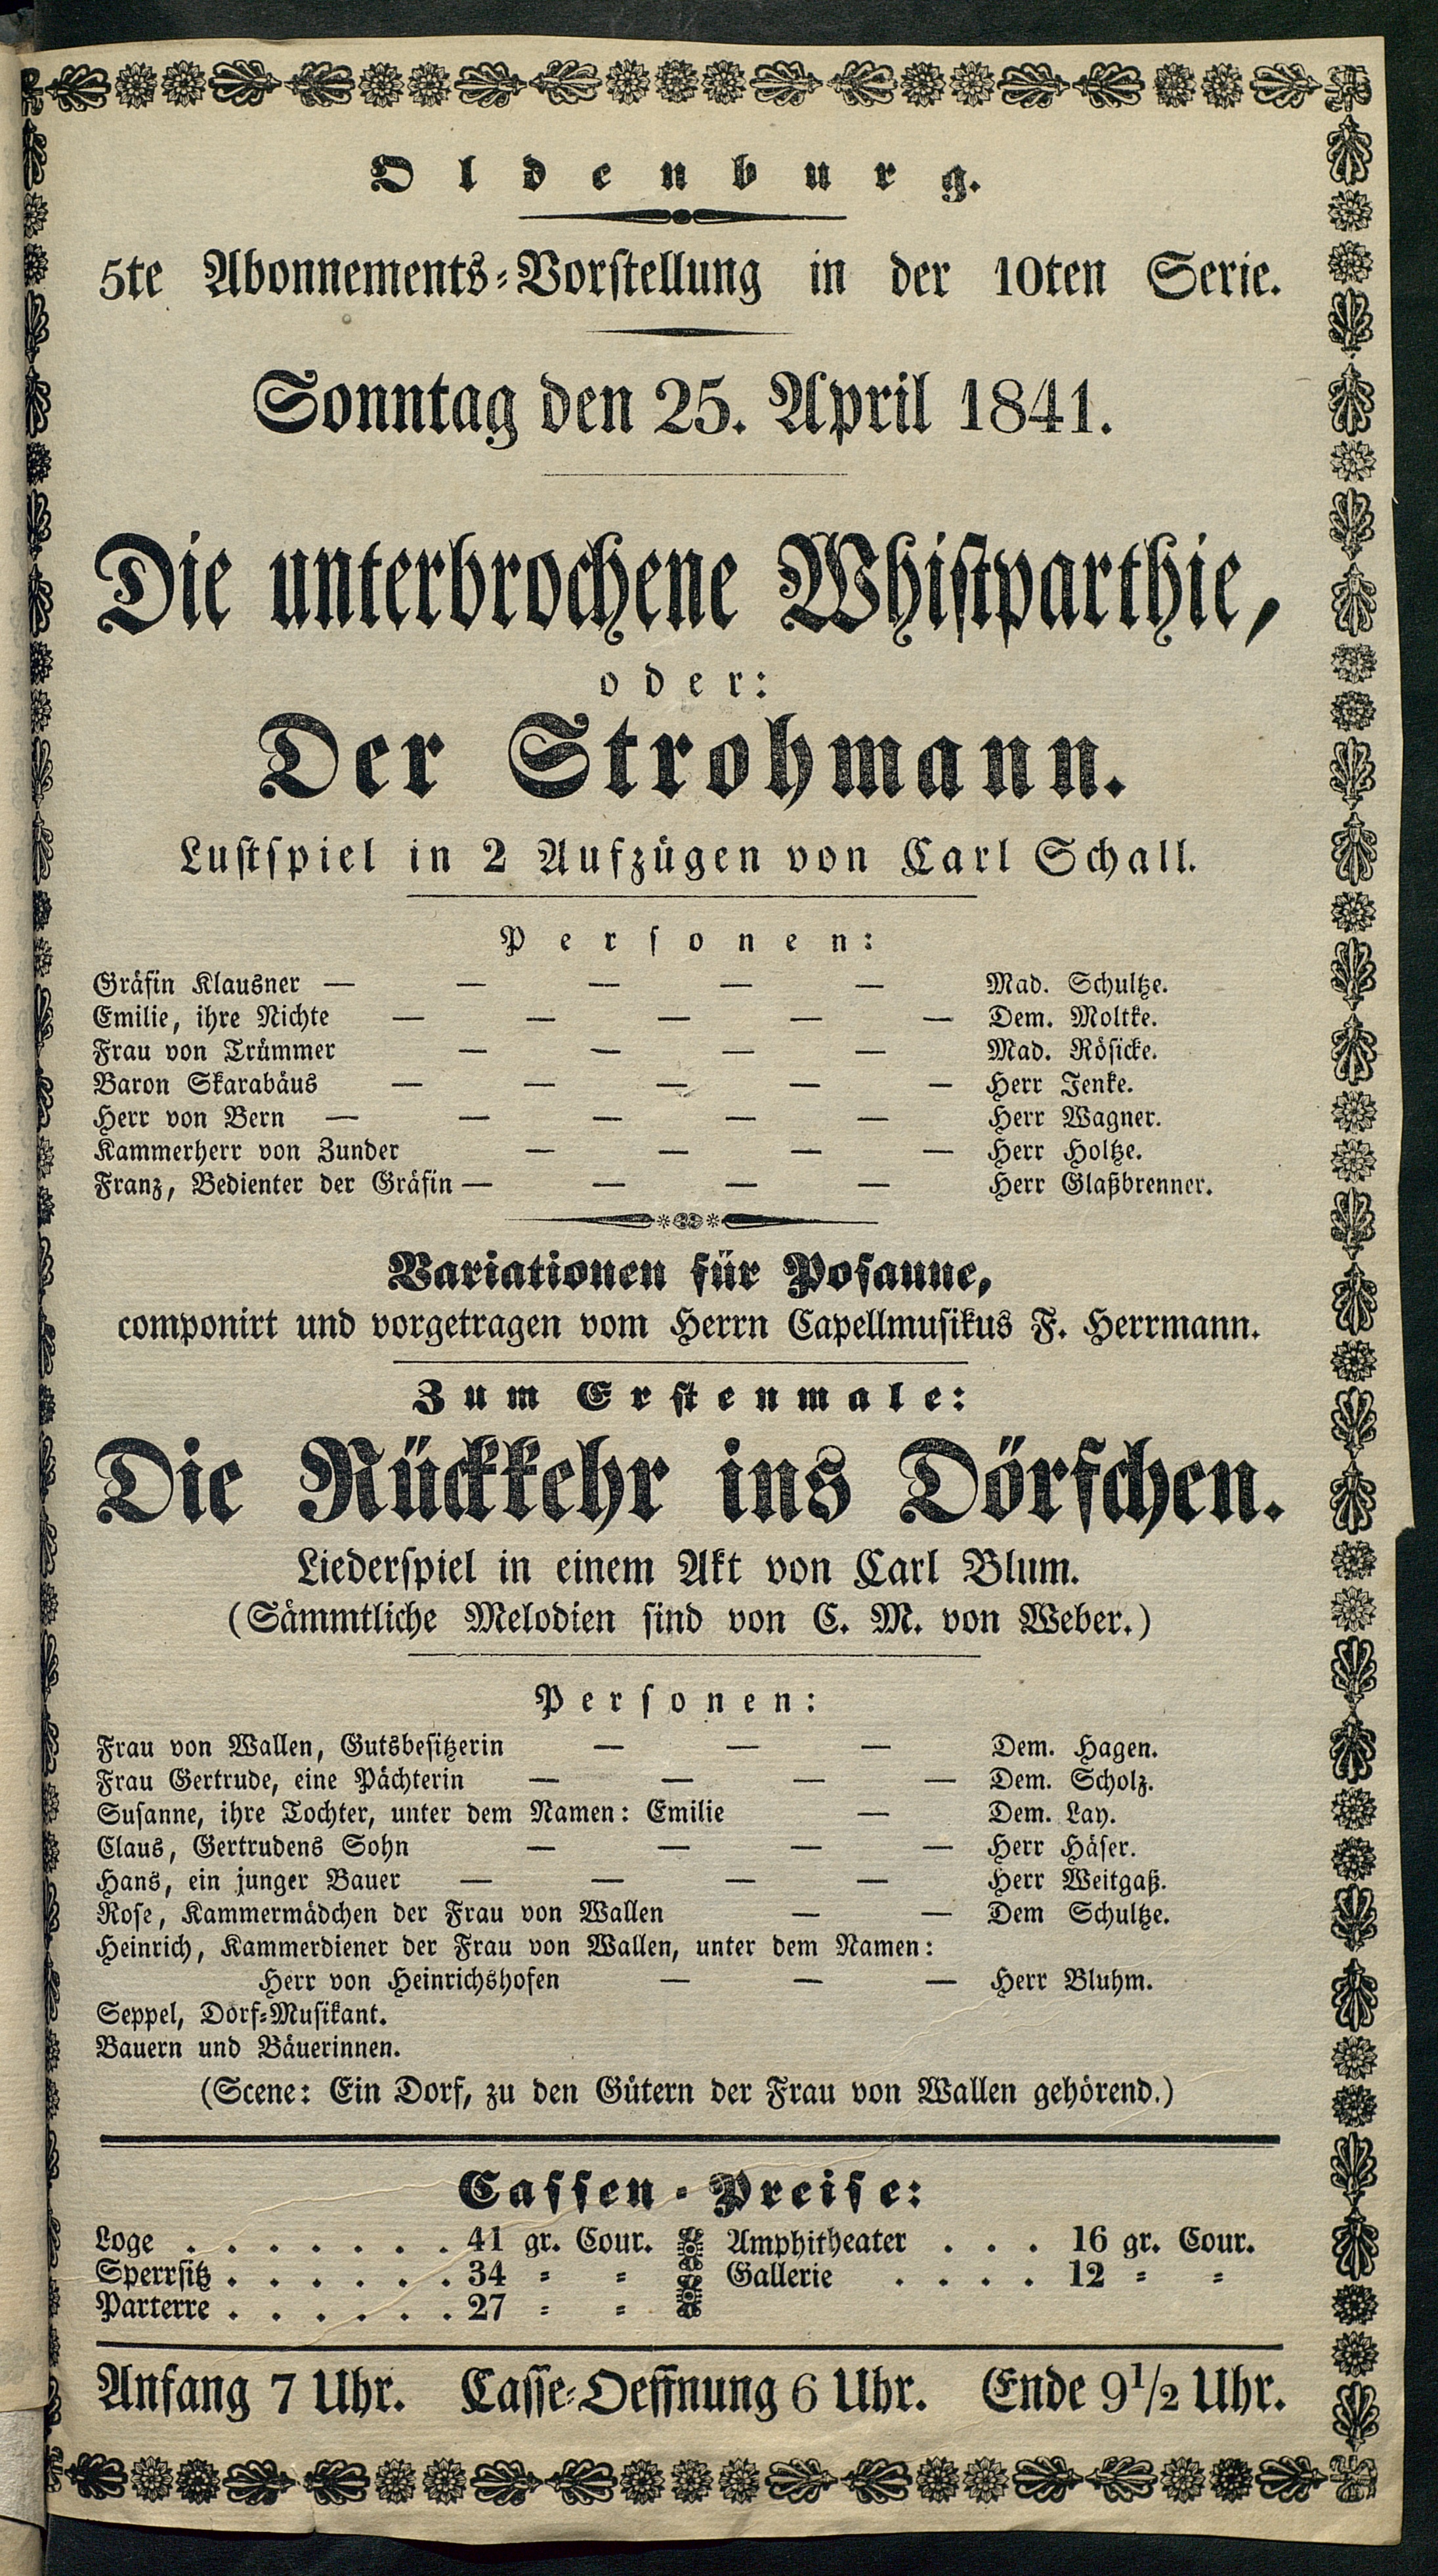 Oldenburg.
5te Abonnements-Vorstellung in der 10ten Serie.
Sonntag den 25. April 1841.
Die unterbrochene Whistparthie,
oder:
Der Strohmann.
Lustspiel in 2 Aufzügen von Carl Schall.
Personen:
Gräfin Klausner — — — — — Mad. Schultze.
Emilie, ihre Nichte — — — — — Dem. Moltke.
Frau von Trümmer — — — — Mad. Rösicke.
Baron Skarabäus — — — — — Herr Jenke.
Herr von Bern — — — — — Herr Wagner.
Kammerherr von Zunder — — — — Herr Holtze.
Franz, Bedienter der Gräfin — — — — Herr Glaßbrenner.
Variationen für Posaune,
componirt und vorgetragen vom Herrn Capellmusikus F. Herrmann.
Zum Erstenmale:
Die Rückkehr ins Dörfchen.
Liederspiel in einem Akt von Carl Blum.
(Sämmtliche Melodien sind von C. M. von Weber.)
Personen:
Frau von Wallen, Gutsbesitzerin — — — Dem. Hagen.
Frau Gertrude, eine Pächterin — — — — Dem. Scholz.
Susanne, ihre Tochter, unter dem Namen: Emilie — Dem. Lay.
Claus, Gertrudens Sohn — — — — Herr Häser.
Hans, ein junger Bauer — — — — Herr Weitgaß.
Rose, Kammermädchen der Frau von Wallen — — Dem Schultze.
Heinrich, Kammerdiener der Frau von Wallen, unter dem Namen:
Herr von Heinrichshofen — — — Herr Bluhm.
Seppel, Dorf-Musikant.
Bauern und Bäuerinnen.
(Scene: Ein Dorf, zu den Gütern der Frau von Wallen gehörend.)
Cassen-Preise:
Loge . . . . . . . 41 gr. Cour. Amphitheater . . . 16 gr. Cour.
Sperrsitz . . . . . . 34 = = Gallerie . . . . 12 = =
Parterre . . . . . . 27 = =
Anfang 7 Uhr. Casse-Oeffnung 6 Uhr. Ende 9 1/2 Uhr.